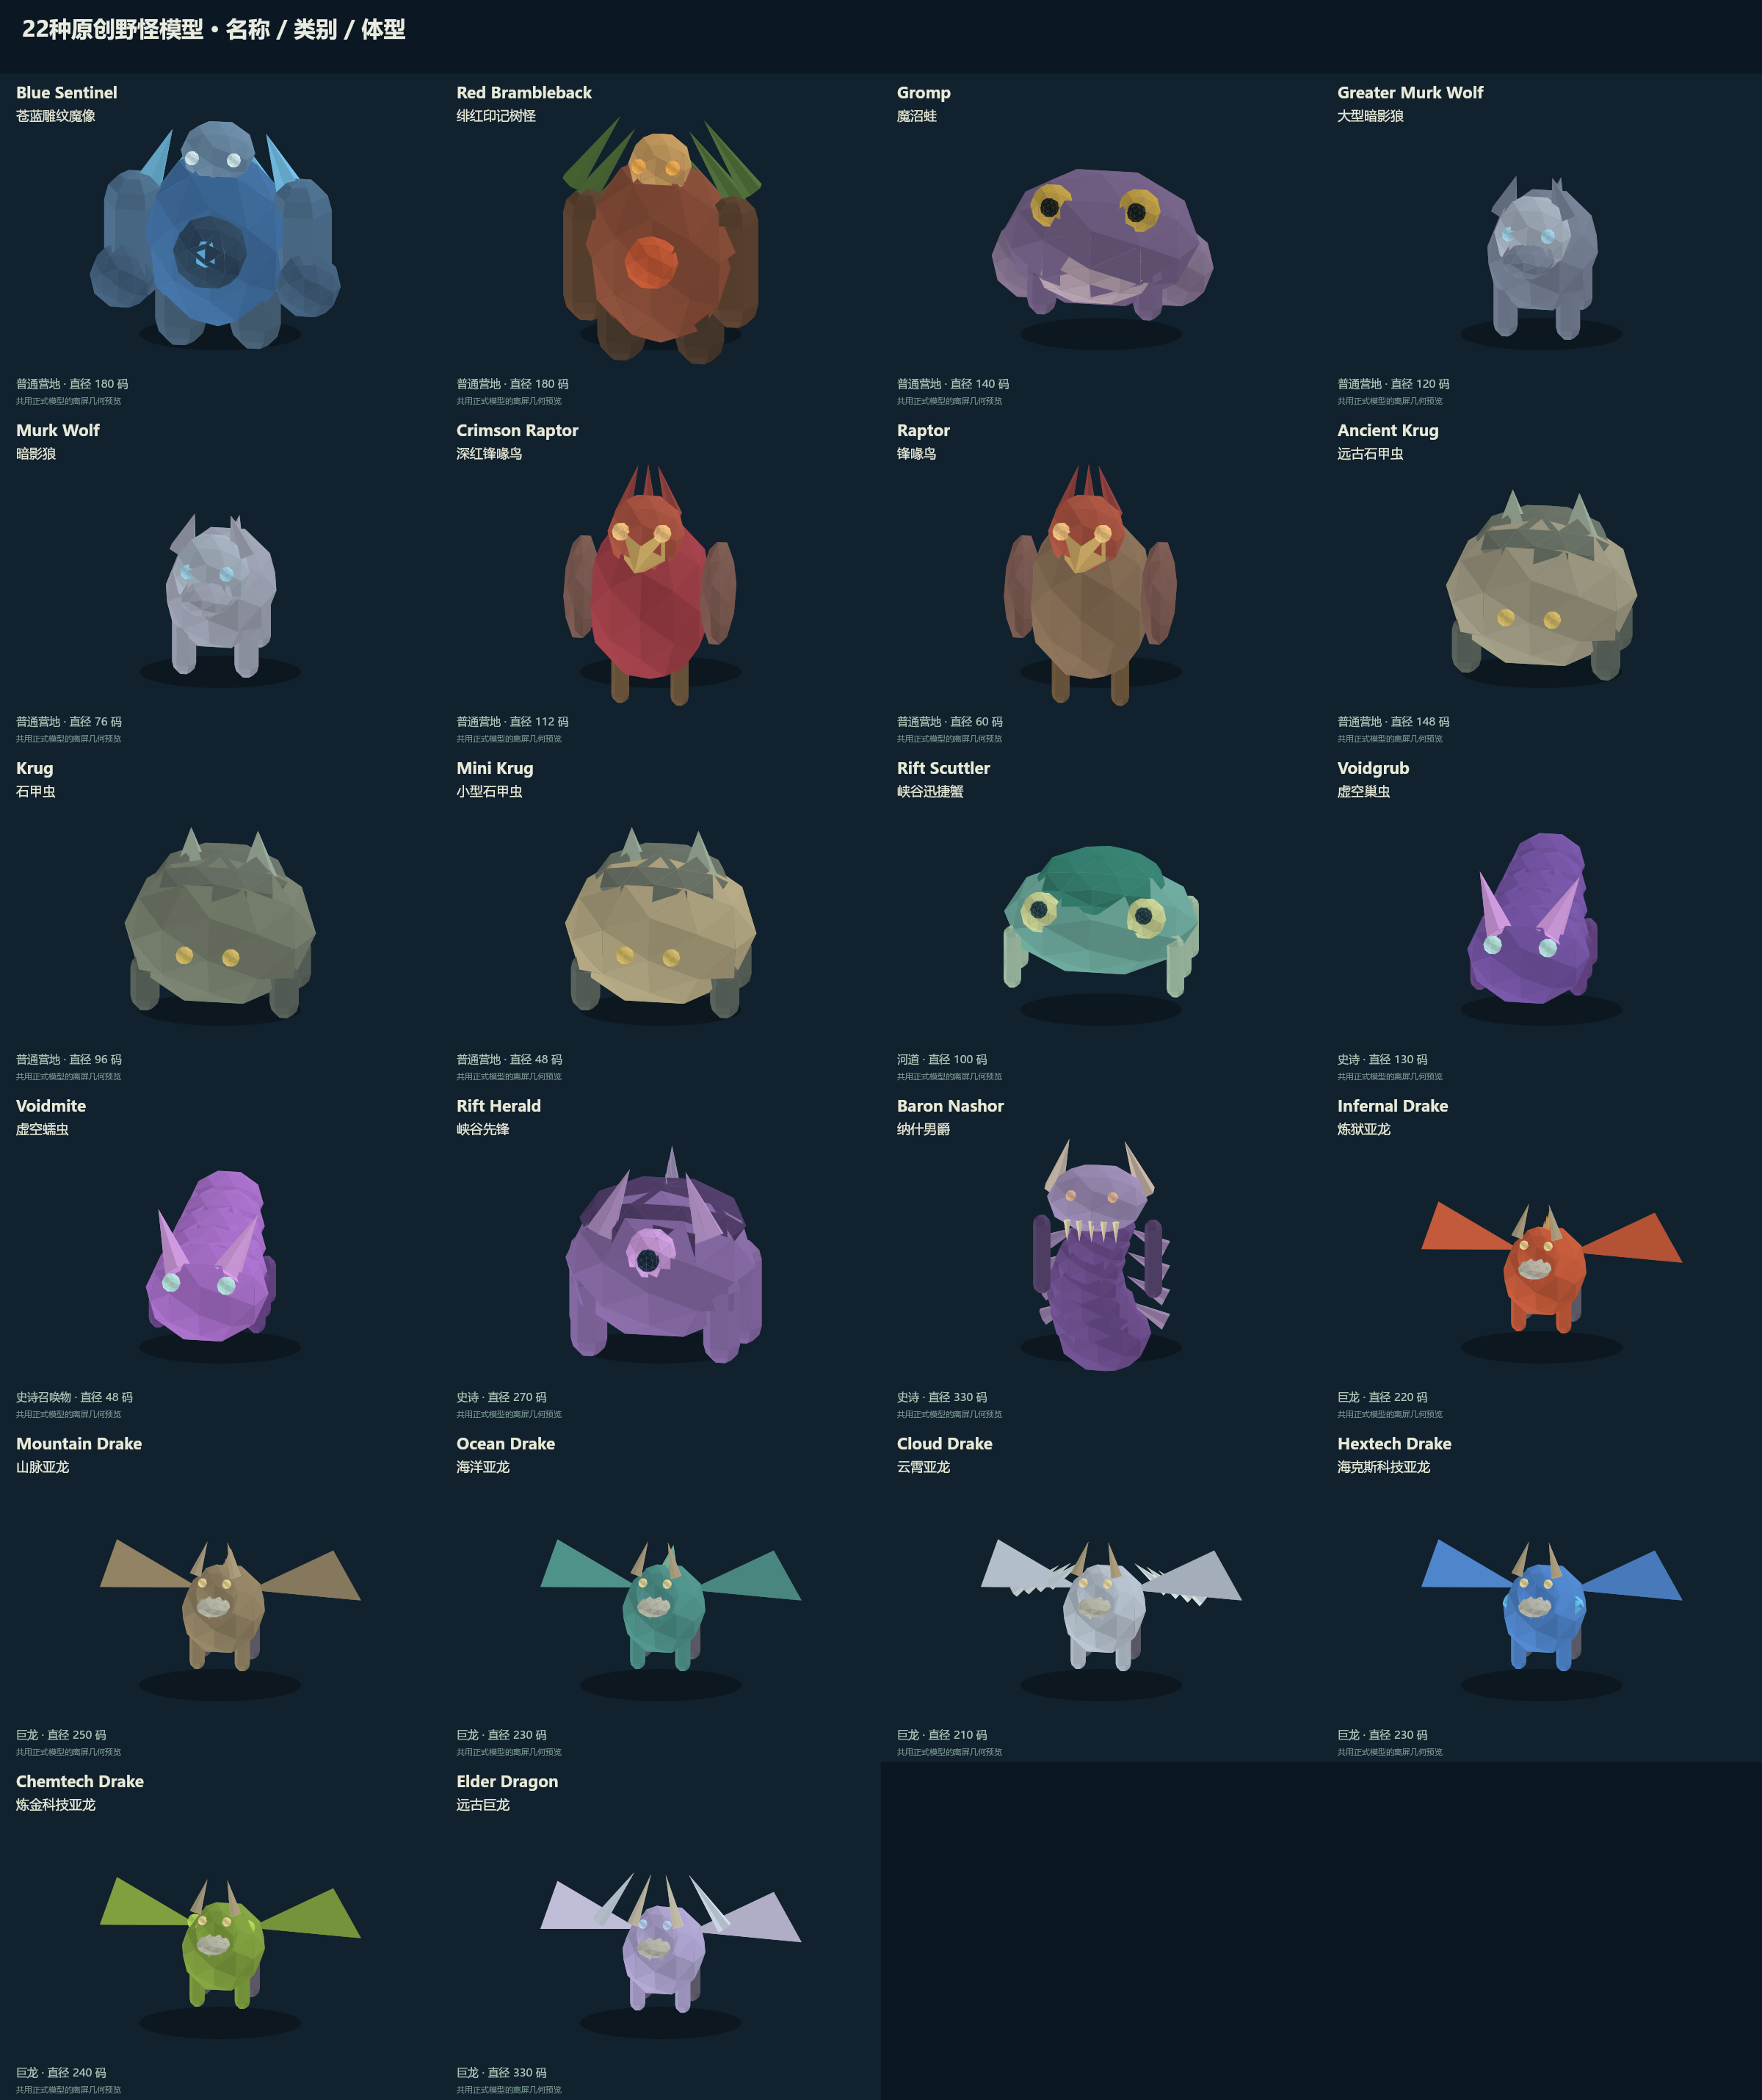 22种原创野怪模型·名称 / 类别 / 体型
Blue Sentinel
苍蓝雕纹魔像
普通营地 · 直径 180 码
共用正式模型的离屏几何预览
Red Brambleback
绯红印记树怪
普通营地 · 直径 180 码
共用正式模型的离屏几何预览
Gromp
魔沼蛙
普通营地 · 直径 140 码
共用正式模型的离屏几何预览
Greater Murk Wolf
大型暗影狼
普通营地 · 直径 120 码
共用正式模型的离屏几何预览
Murk Wolf
暗影狼
普通营地 · 直径 76 码
共用正式模型的离屏几何预览
Crimson Raptor
深红锋喙鸟
普通营地 · 直径 112 码
共用正式模型的离屏几何预览
Raptor
锋喙鸟
普通营地 · 直径 60 码
共用正式模型的离屏几何预览
Ancient Krug
远古石甲虫
普通营地 · 直径 148 码
共用正式模型的离屏几何预览
Krug
石甲虫
普通营地 · 直径 96 码
共用正式模型的离屏几何预览
Mini Krug
小型石甲虫
普通营地 · 直径 48 码
共用正式模型的离屏几何预览
Rift Scuttler
峡谷迅捷蟹
河道 · 直径 100 码
共用正式模型的离屏几何预览
Voidgrub
虚空巢虫
史诗 · 直径 130 码
共用正式模型的离屏几何预览
Voidmite
虚空蠕虫
史诗召唤物 · 直径 48 码
共用正式模型的离屏几何预览
Rift Herald
峡谷先锋
史诗 · 直径 270 码
共用正式模型的离屏几何预览
Baron Nashor
纳什男爵
史诗 · 直径 330 码
共用正式模型的离屏几何预览
Infernal Drake
炼狱亚龙
巨龙 · 直径 220 码
共用正式模型的离屏几何预览
Mountain Drake
山脉亚龙
巨龙 · 直径 250 码
共用正式模型的离屏几何预览
Ocean Drake
海洋亚龙
巨龙 · 直径 230 码
共用正式模型的离屏几何预览
Cloud Drake
云霄亚龙
巨龙 · 直径 210 码
共用正式模型的离屏几何预览
Hextech Drake
海克斯科技亚龙
巨龙 · 直径 230 码
共用正式模型的离屏几何预览
Chemtech Drake
炼金科技亚龙
巨龙 · 直径 240 码
共用正式模型的离屏几何预览
Elder Dragon
远古巨龙
巨龙 · 直径 330 码
共用正式模型的离屏几何预览